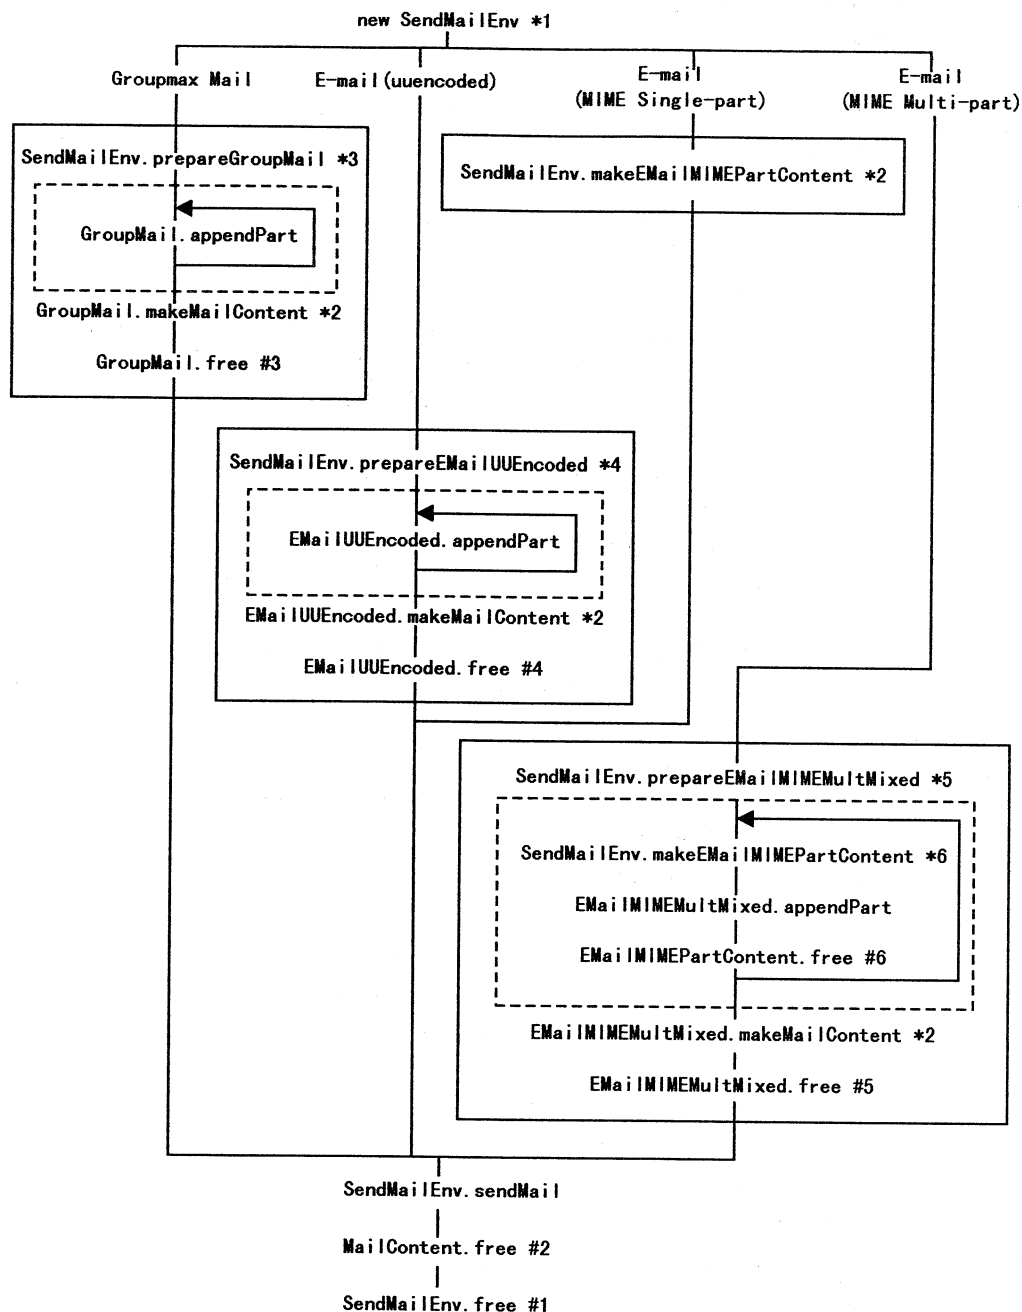 new SendMailEnv *1
Groupmax Mail
E-mail(uuencoded)
E-mail
(MIME Single-part)
E-mail
(MIME Multi-part)
SendMailEnv.prepareGroupMail *3
GroupMail.appendPart
GroupMail.makeMailContent *2
GroupMail.free #3
SendMailEnv.makeEMailMIMEPartContent *2
SendMailEnv.prepareEMailUUEncoded *4
EMailUUEncoded.appendPart
EMailUUEncoded.makeMailContent *2
EMailUUEncoded.free #4
SendMailEnv.prepareEMailMIMEMultMixed *5
SendMailEnv.makeEMailMIMEPartContent *6
EMailMIMEMultMixed.appendPart
EMailMIMEPartContent.free #6
EMailMIMEMultMixed.makeMailContent *2
EMailMIMEMultMixed.free #5
SendMailEnv.sendMail
MailContent.free #2
SendMailEnv.free #1